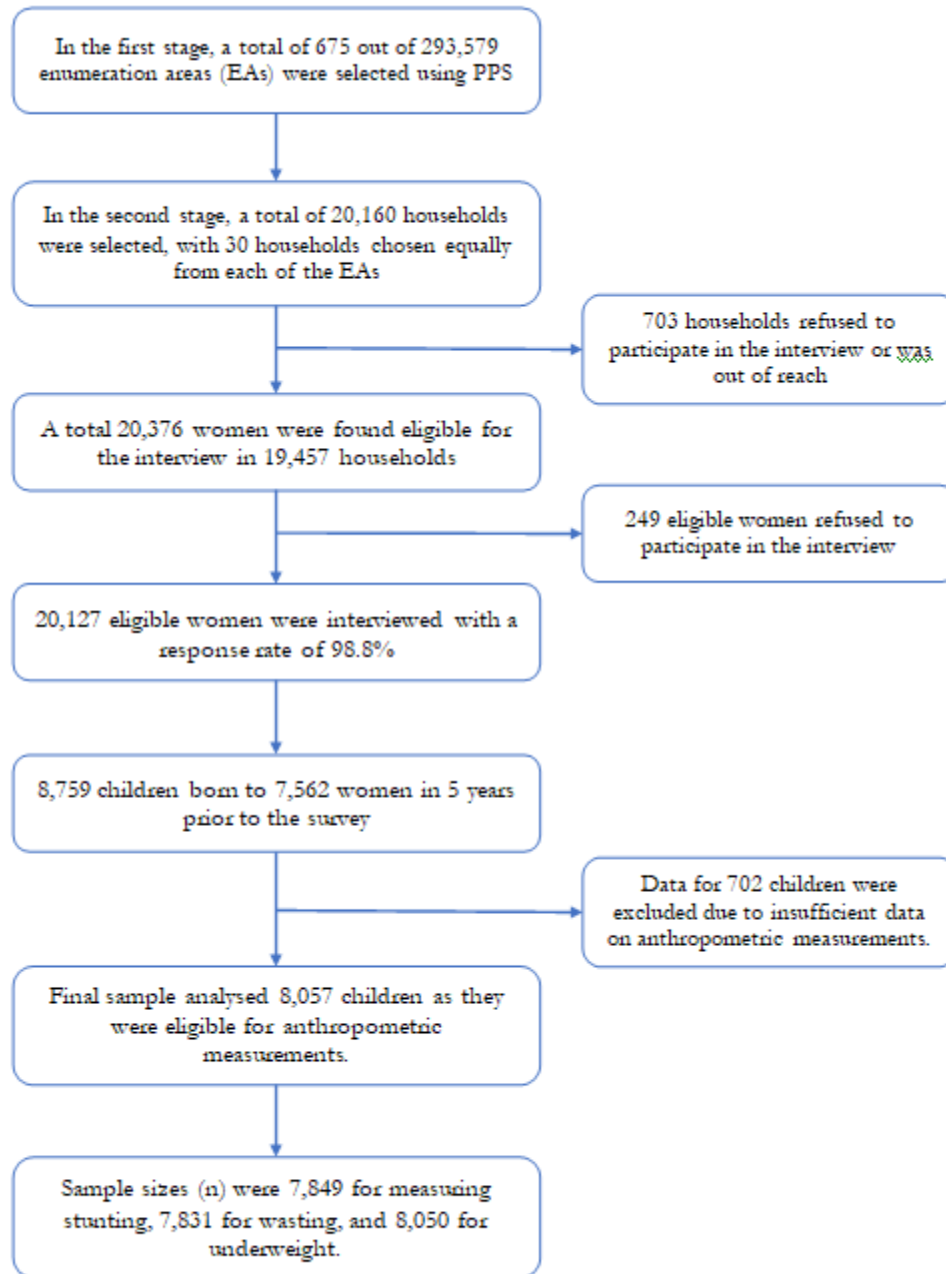 In the first stage, a total of 675 out of 293,579
enumeration areas (EAs) were selected using PPS
In the second stage, a total of 20,160 households
were selected, with 30 households chosen equally
from each of the EAs
703 households refused to
participate in the interview or was
out of reach
A total 20,376 women were found eligible for
the interview in 19,457 households
249 eligible women refused to
participate in the interview
20,127 eligible women were interviewed with a
response rate of 98.8%
8,759 children born to 7,562 women in 5 years
prior to the survey
Data for 702 children were
excluded due to insufficient data
on anthropometric measurements.
Final sample analysed 8,057 children as they
were eligible for anthropometric
measurements.
Sample sizes (n) were 7,849 for measuring
stunting, 7,831 for wasting, and 8,050 for
underweight.